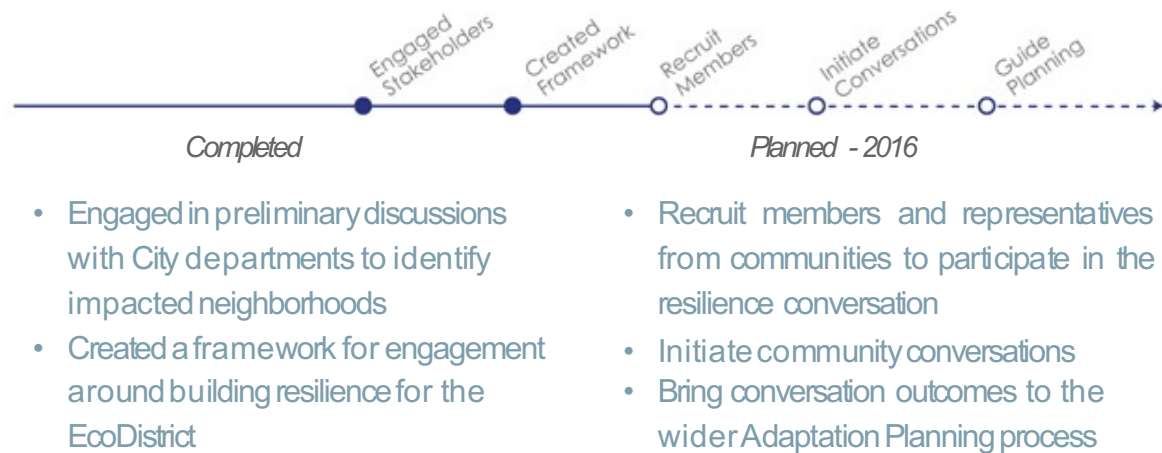 Engaged
Stakeholders
Created
Framework
Recruit
Members
Initiate
Conversations
Guide
Planning
Completed
Planned - 2016
• Engaged in preliminary discussions
with City departments to identify
impacted neighborhoods
• Created a framework for engagement
around building resilience for the
EcoDistrict
• Recruit members and representatives
from communities to participate in the
resilience conversation
• Initiate community conversations
• Bring conversation outcomes to the
wider Adaptation Planning process